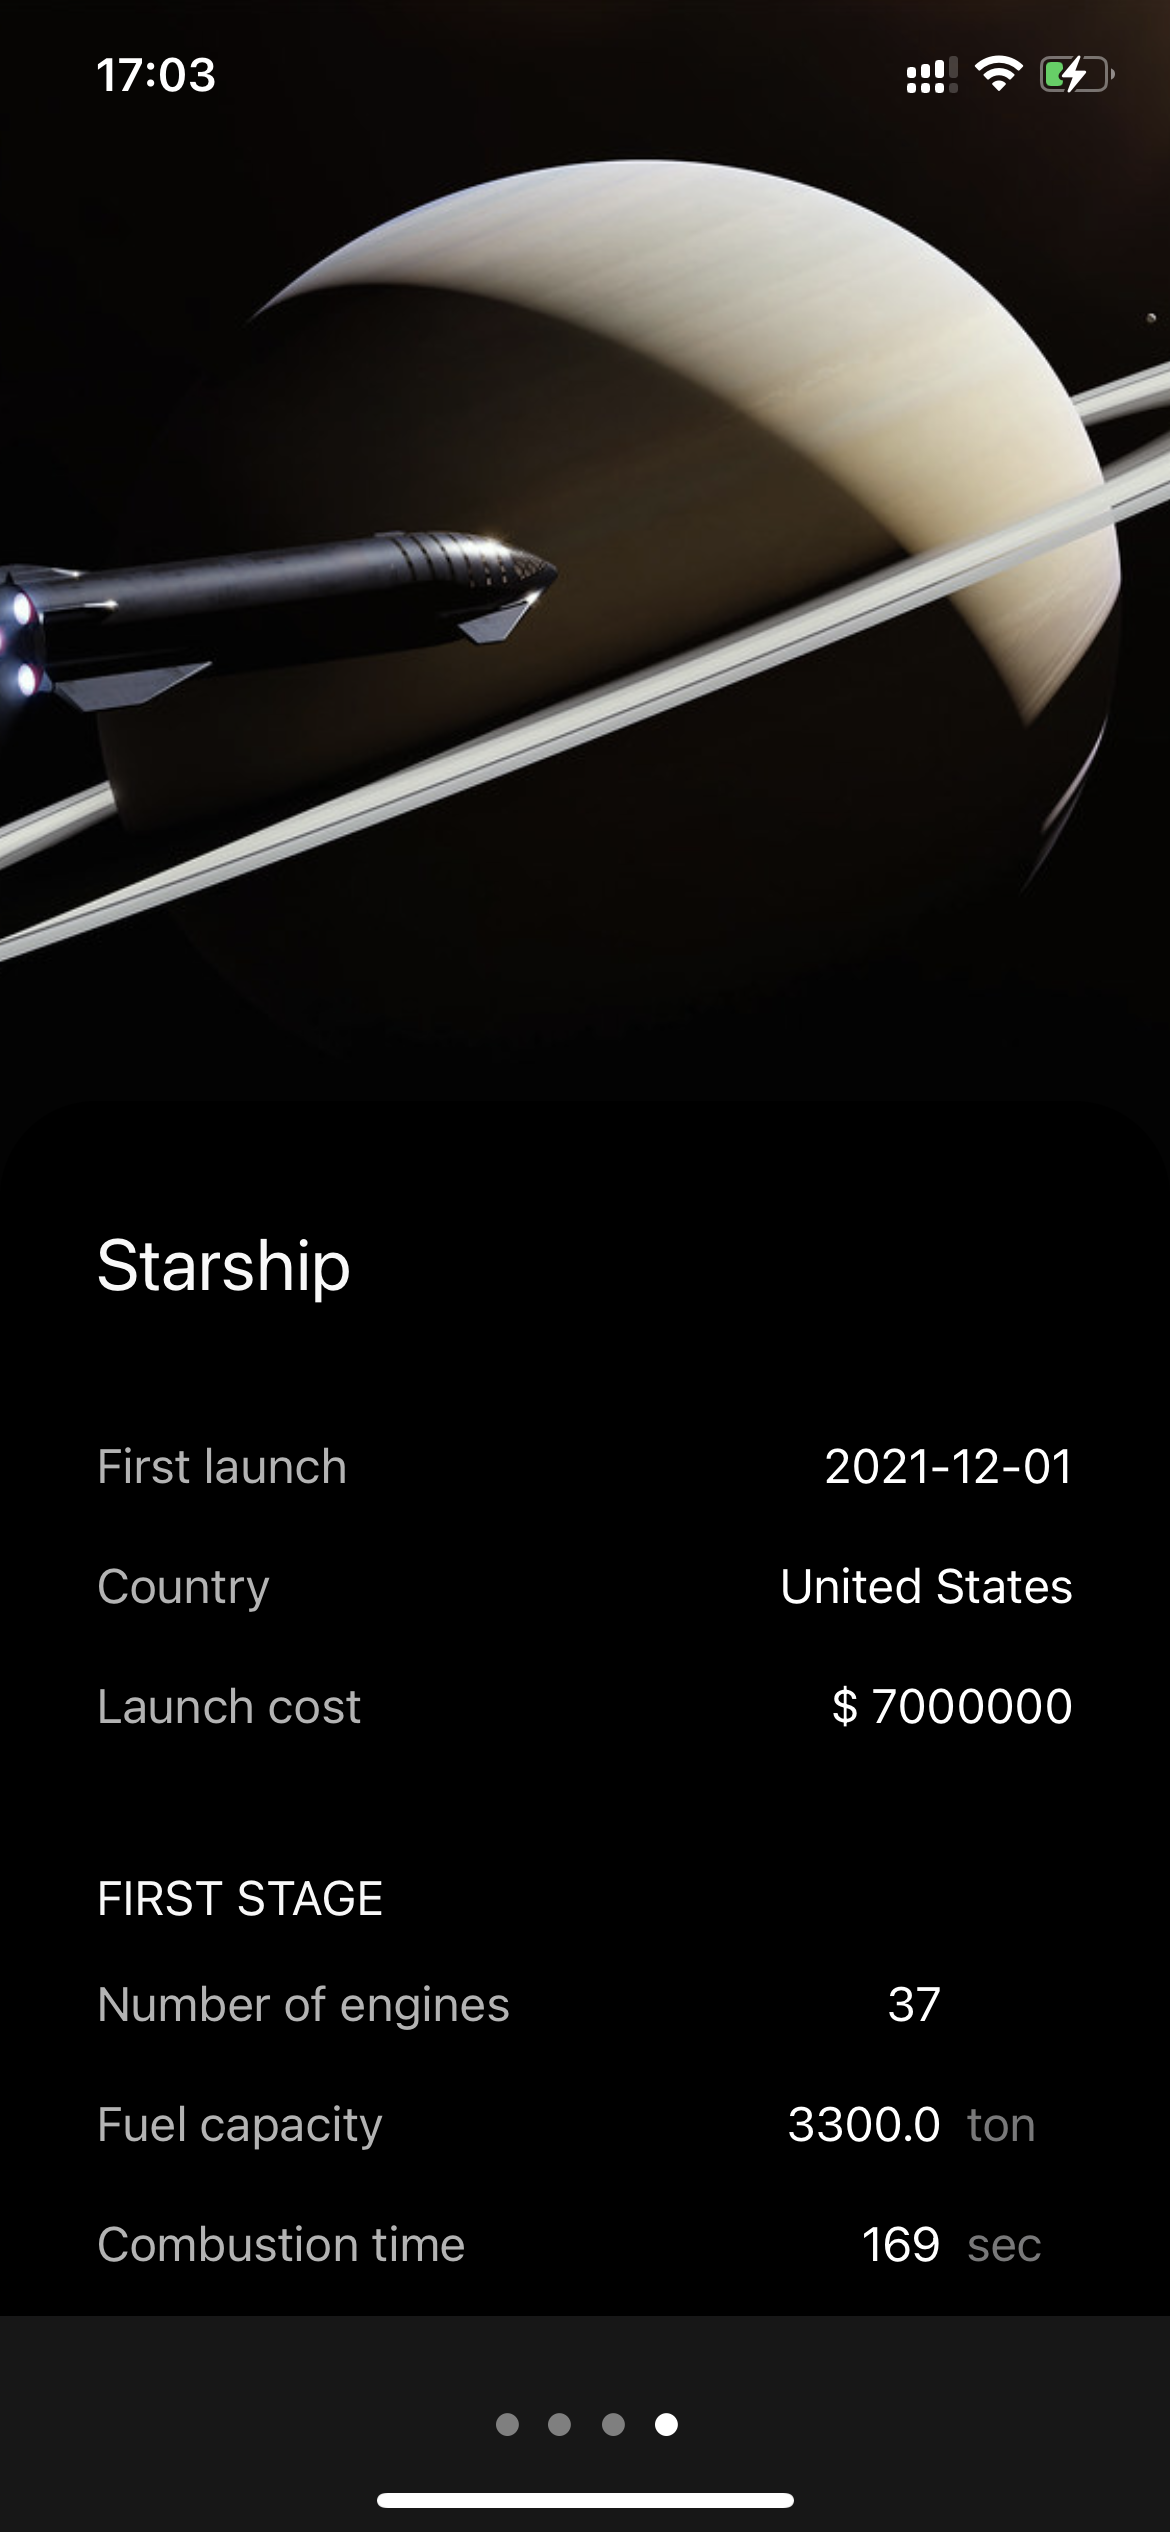 17:03
Starship
First launch 2021-12-01
Country United States
Launch cost $ 7000000
FIRST STAGE
Number of engines 37
Fuel capacity 3300.0 ton
Combustion time 169 sec